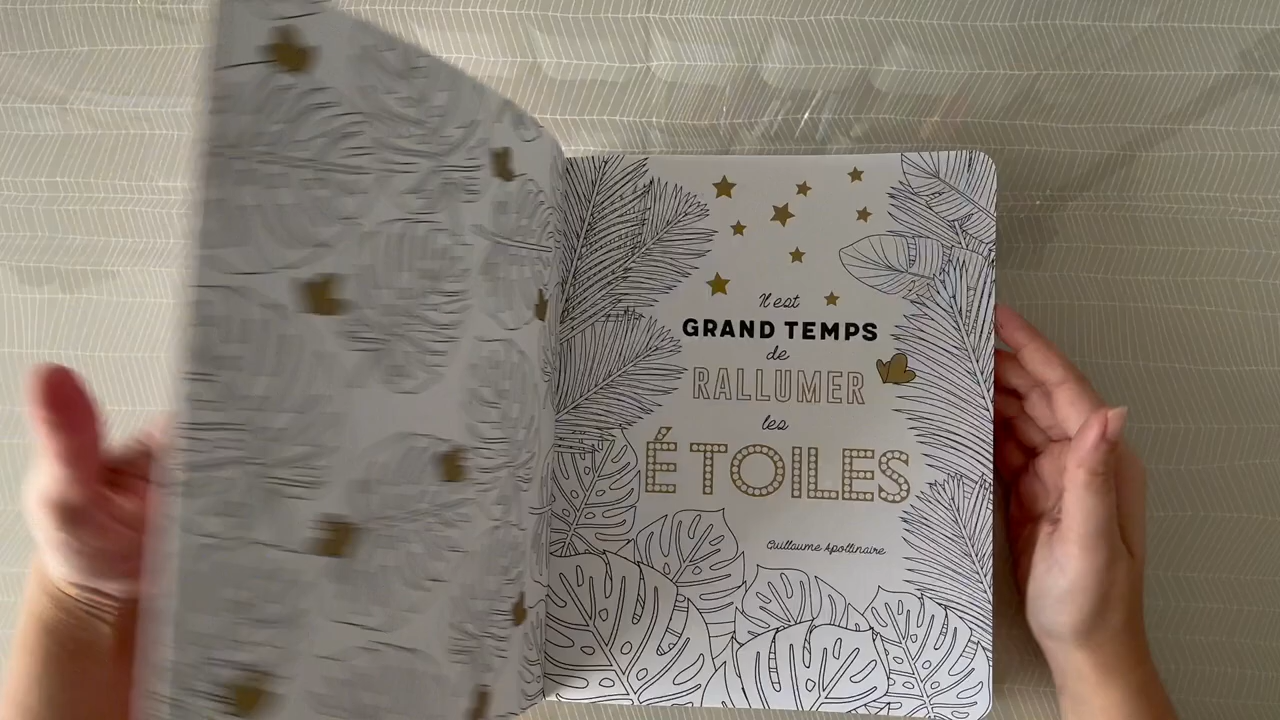 Il est
GRAND TEMPS
de
RALLUMER
les
ÉTOILES
Guillaume Apollinaire